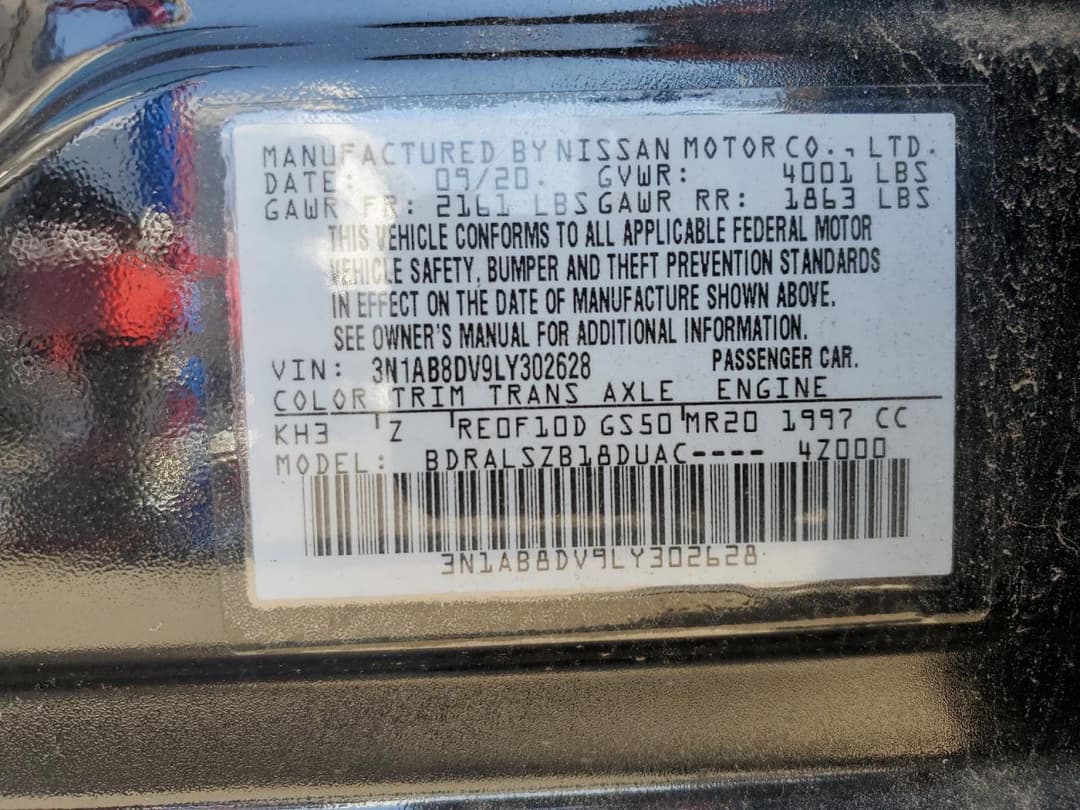 MANUFACTURED BY NISSAN MOTOR CO., LTD.
DATE: 09/20. GVWR: 4001 LBS
GAWR FR: 2161 LBS GAWR RR: 1863 LBS
THIS VEHICLE CONFORMS TO ALL APPLICABLE FEDERAL MOTOR
VEHICLE SAFETY, BUMPER AND THEFT PREVENTION STANDARDS
IN EFFECT ON THE DATE OF MANUFACTURE SHOWN ABOVE.
SEE OWNER'S MANUAL FOR ADDITIONAL INFORMATION.
VIN: 3N1AB8DV9LY302628 PASSENGER CAR.
COLOR TRIM TRANS AXLE ENGINE
KH3 Z RE0F10D GS50 MR20 1997 CC
MODEL: BDRALSZB18DUAC---- 4Z000
3N1AB8DV9LY302628